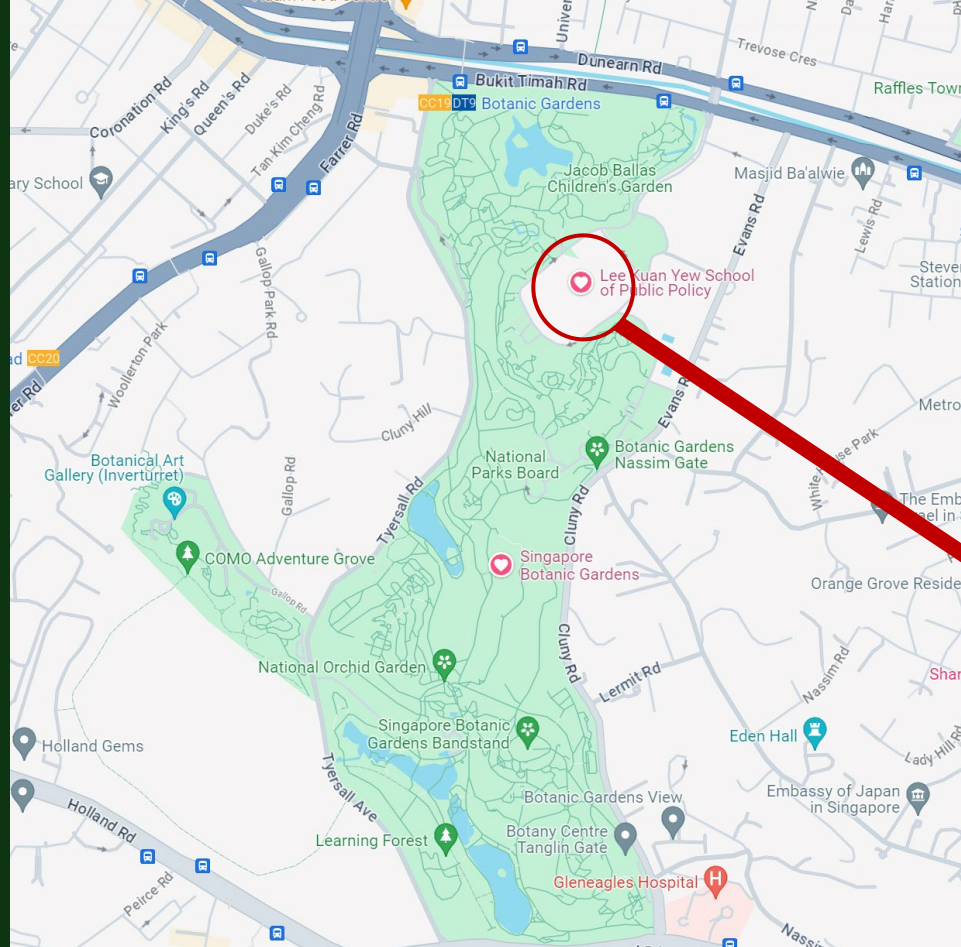 Dunearn Rd
Trevose Cres
Bukit Timah Rd
CC19 DT9 Botanic Gardens
Raffles Town
Coronation Rd
King's Rd
Queen's Rd
Duke's Rd
Tan Kim Cheng Rd
Farrer Rd
ary School
Jacob Ballas
Children's Garden
Masjid Ba'alwie
Evans Rd
Lewis Rd
Gallop Park Rd
Lee Kuan Yew School
of Public Policy
Steve
Station
Woollerton Park
ad CC20
er Rd
Cluny Hill
Evans R
Metro
Botanical Art
Gallery (Inverturret)
Gallop Rd
National
Parks Board
Botanic Gardens
Nassim Gate
Tyersall Rd
Cluny Rd
The Emb
COMO Adventure Grove
Singapore
Botanic Gardens
Orange Grove Reside
Gallop Rd
Cluny Rd
National Orchid Garden
Lermit Rd
Nassim Rd
Shar
Singapore Botanic
Gardens Bandstand
Eden Hall
Lady Hill Rd
Holland Gems
Tyersall Ave
Holland Rd
Botanic Gardens View
Embassy of Japan
in Singapore
Learning Forest
Botany Centre
Tanglin Gate
Gleneagles Hospital
H
Peirce Rd
Nassi